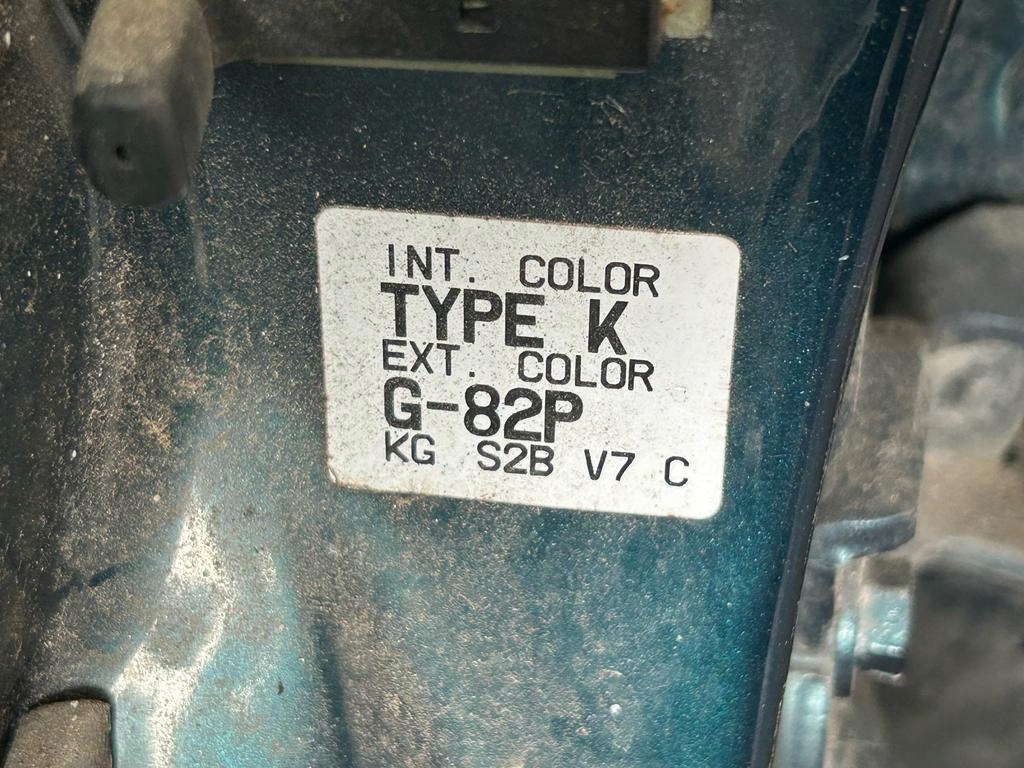 INT. COLOR
TYPE K
EXT. COLOR
G-82P
KG S2B V7 C